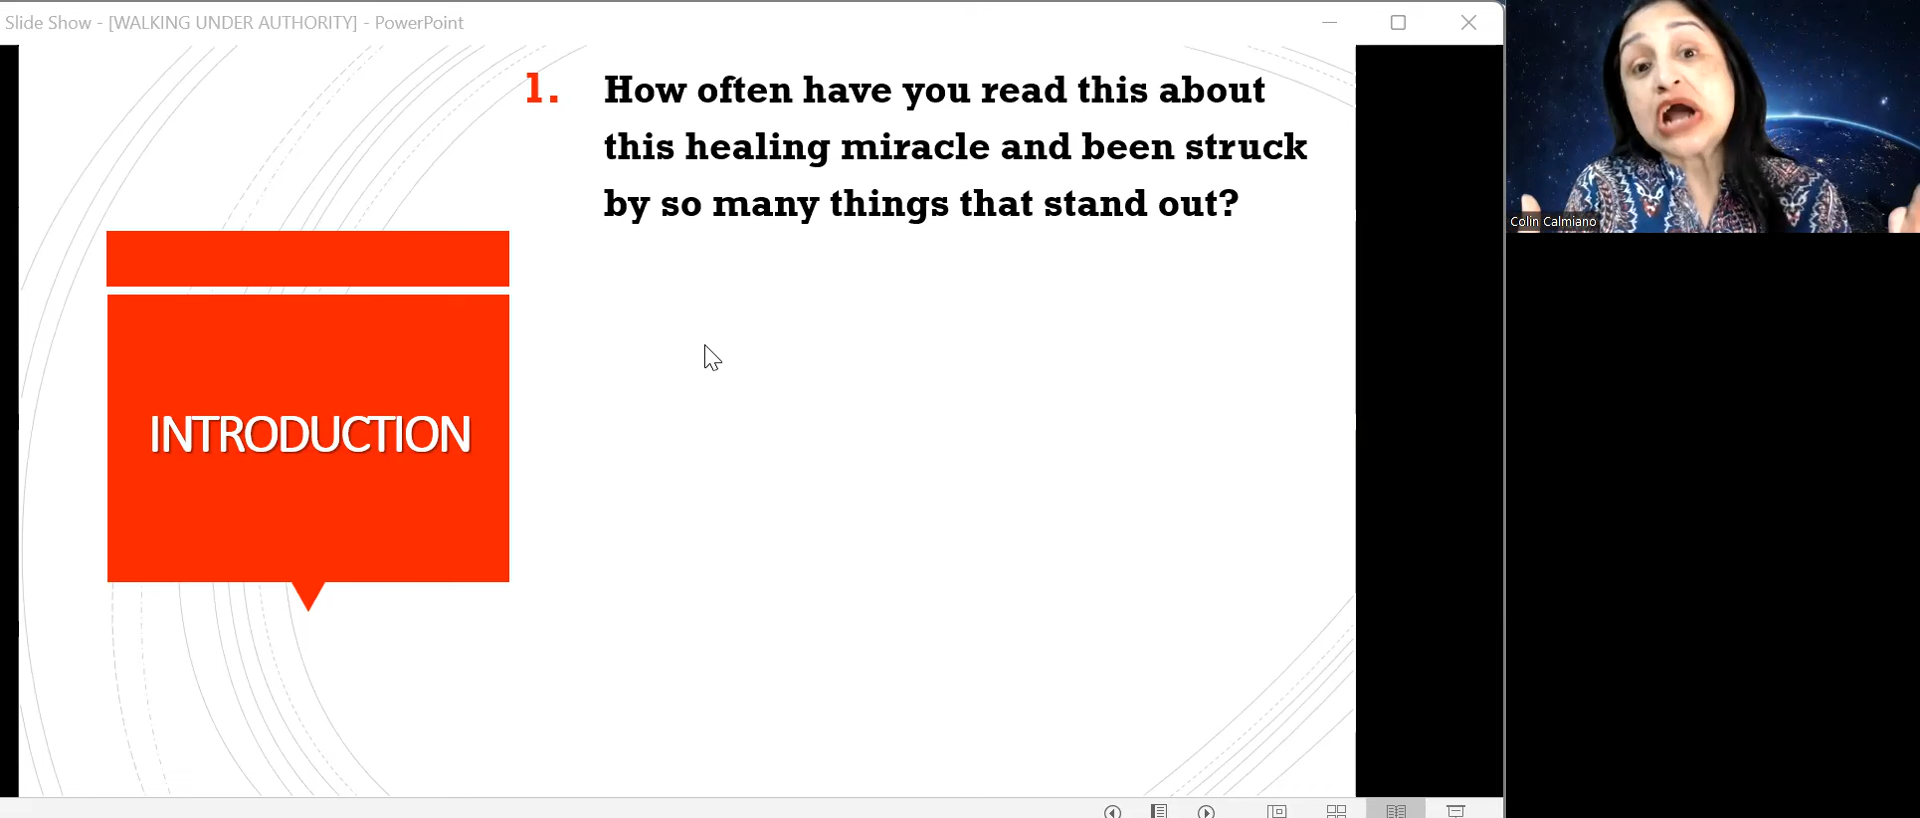 Slide Show - [WALKING UNDER AUTHORITY] - PowerPoint
1. How often have you read this about
this healing miracle and been struck
by so many things that stand out?
INTRODUCTION
Colin Calmiano